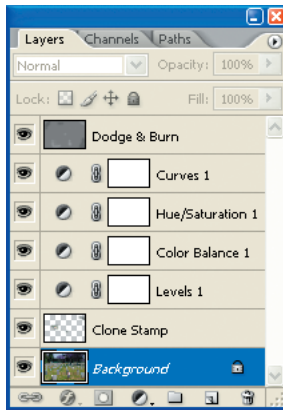 Layers Channels Paths
Normal Opacity: 100%
Lock: Fill: 100%
Dodge & Burn
Curves 1
Hue/Saturation 1
Color Balance 1
Levels 1
Clone Stamp
Background